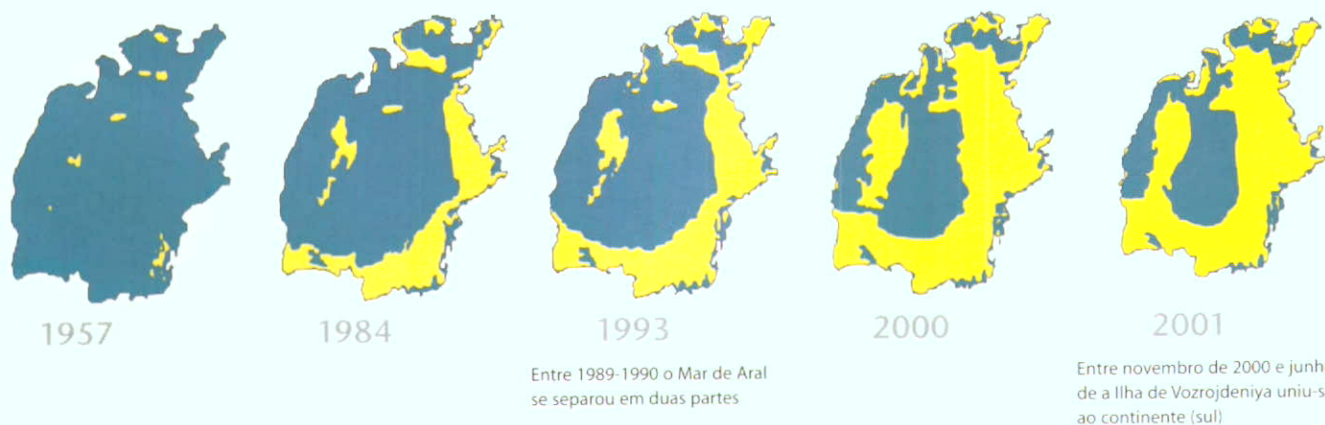 1957
1984
1993
2000
2001
Entre 1989-1990 o Mar de Aral
se separou em duas partes
Entre novembro de 2000 e junh
de a Ilha de Vozrojdeniya uniu-s
ao continente (sul)